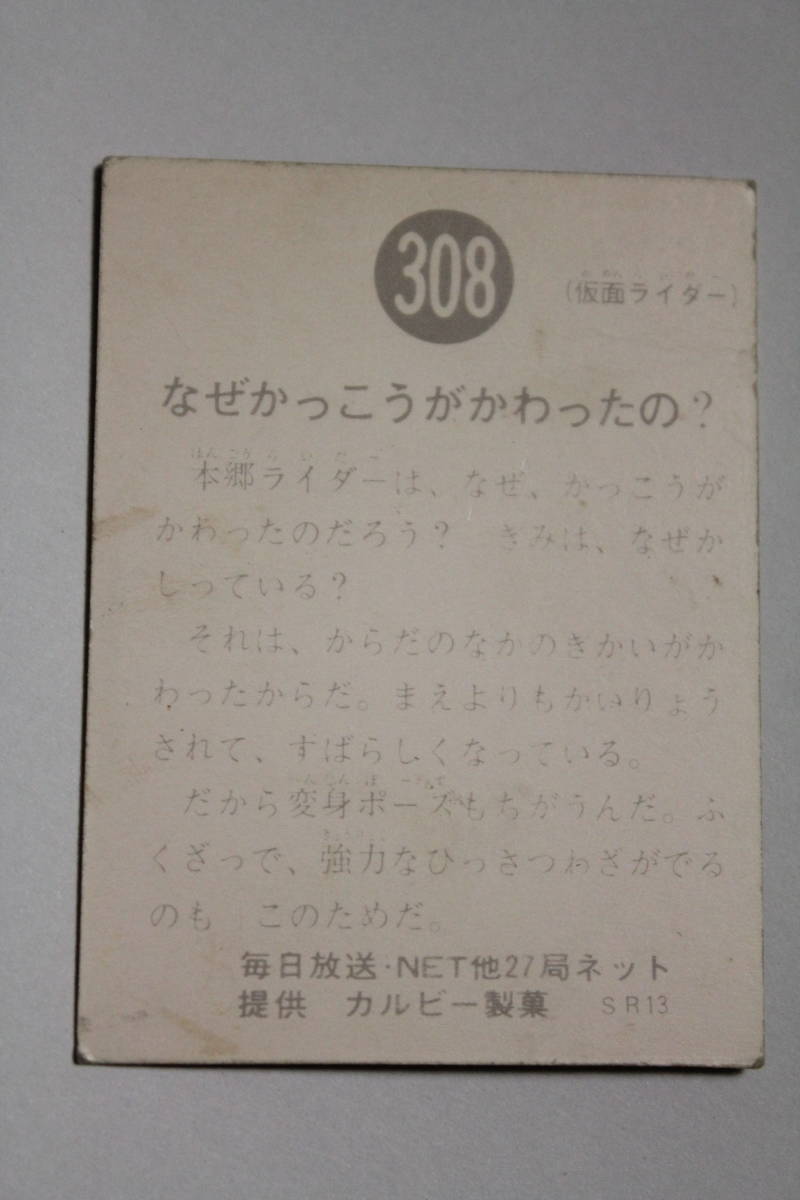 308
(仮面ライダー)
なぜかっこうがかわったの?
本郷ライダーは、なぜ、かっこうが
かわったのだろう? きみは、なぜか
しっている?
それは、からだのなかのきかいがか
わったからだ。まえよりもかいりょう
されて、すばらしくなっている。
だから変身ポーズもちがうんだ。ふ
くざつで、強力なひっさつわざがでる
のも このためだ。
毎日放送・NET他27局ネット
提供 カルビー製菓 SR13